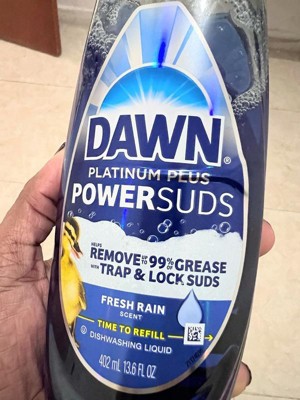 DAWN®
PLATINUM PLUS
POWERSUDS
HELPS REMOVE UP TO 99% OF GREASE
WITH TRAP & LOCK SUDS
FRESH RAIN
SCENT
TIME TO REFILL
DISHWASHING LIQUID
402 mL 13.6 FL OZ